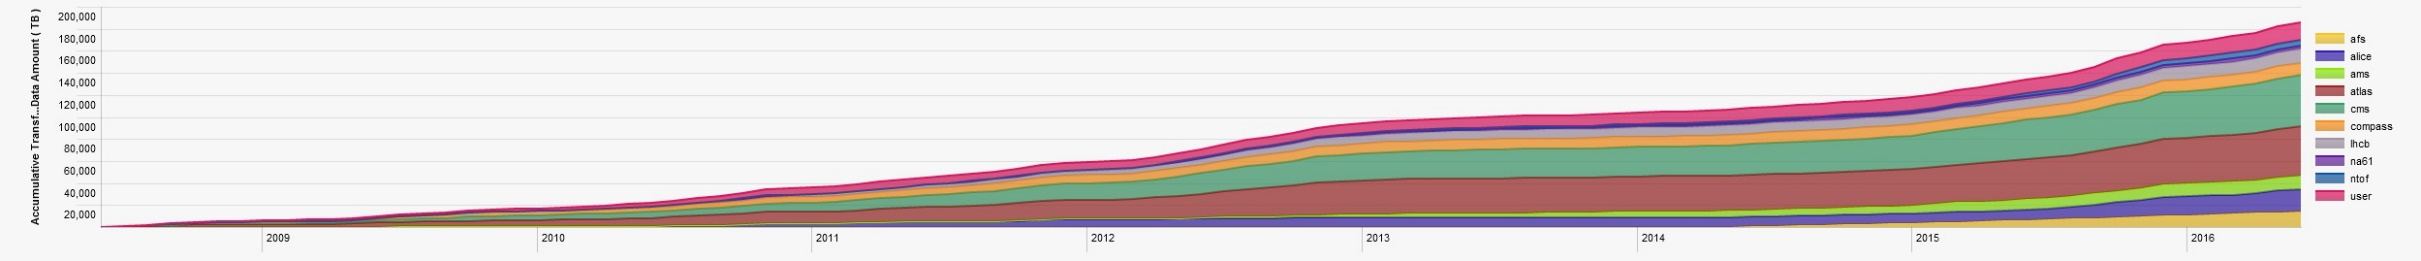 Accumulative Transf...Data Amount ( TB )
200,000
180,000
160,000
140,000
120,000
100,000
80,000
60,000
40,000
20,000
2009 2010 2011 2012 2013 2014 2015 2016
afs
alice
ams
atlas
cms
compass
lhcb
na61
ntof
user